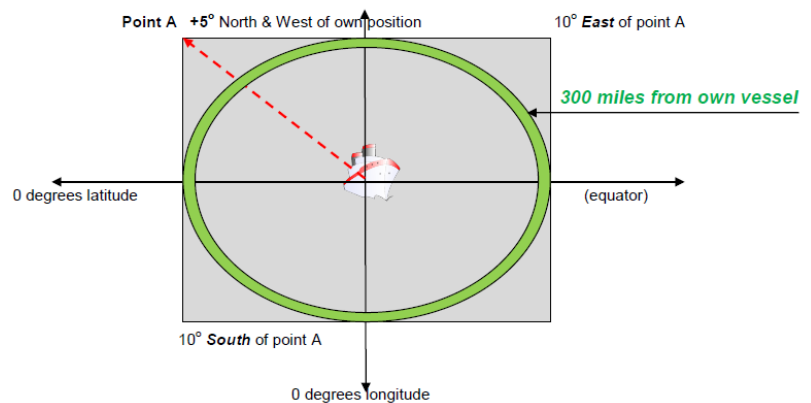 Point A +5° North & West of own position
10° East of point A
300 miles from own vessel
0 degrees latitude
(equator)
10° South of point A
0 degrees longitude